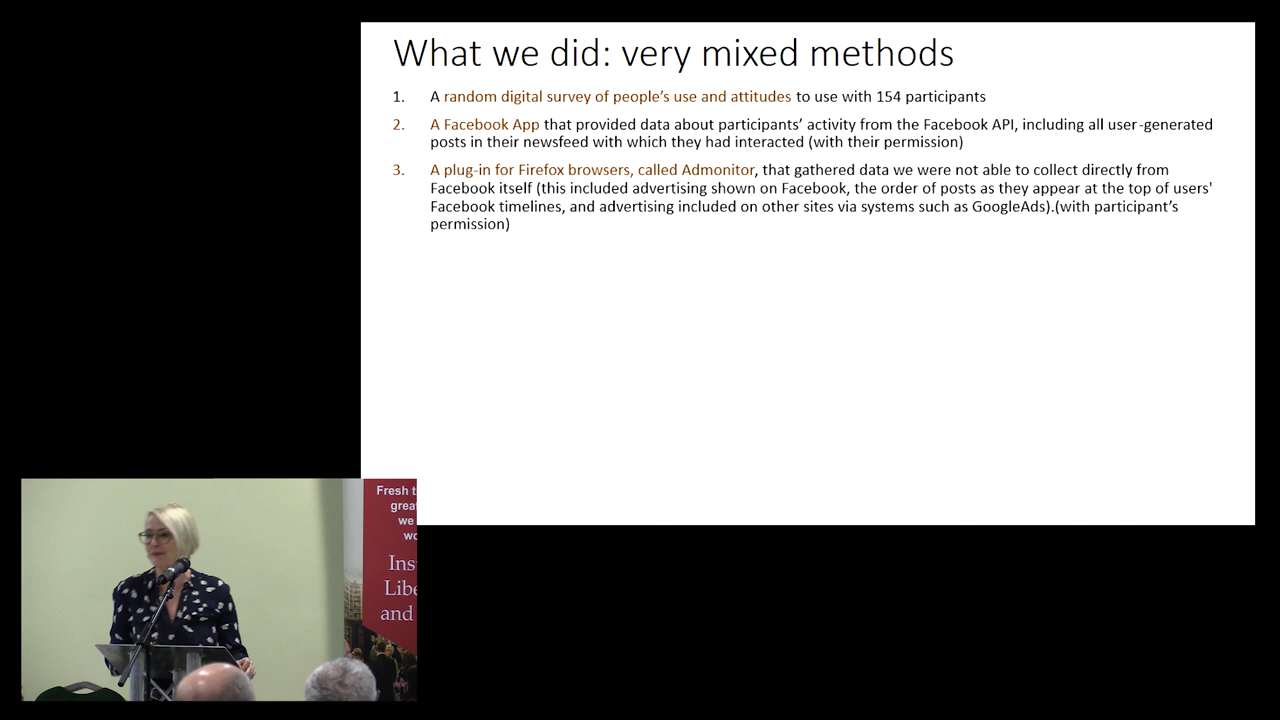 What we did: very mixed methods
1. A random digital survey of people's use and attitudes to use with 154 participants
2. A Facebook App that provided data about participants' activity from the Facebook API, including all user-generated
posts in their newsfeed with which they had interacted (with their permission)
3. A plug-in for Firefox browsers, called Admonitor, that gathered data we were not able to collect directly from
Facebook itself (this included advertising shown on Facebook, the order of posts as they appear at the top of users'
Facebook timelines, and advertising included on other sites via systems such as GoogleAds).(with participant's
permission)
Fresh t
grea
we
wo
Ins
Libe
and